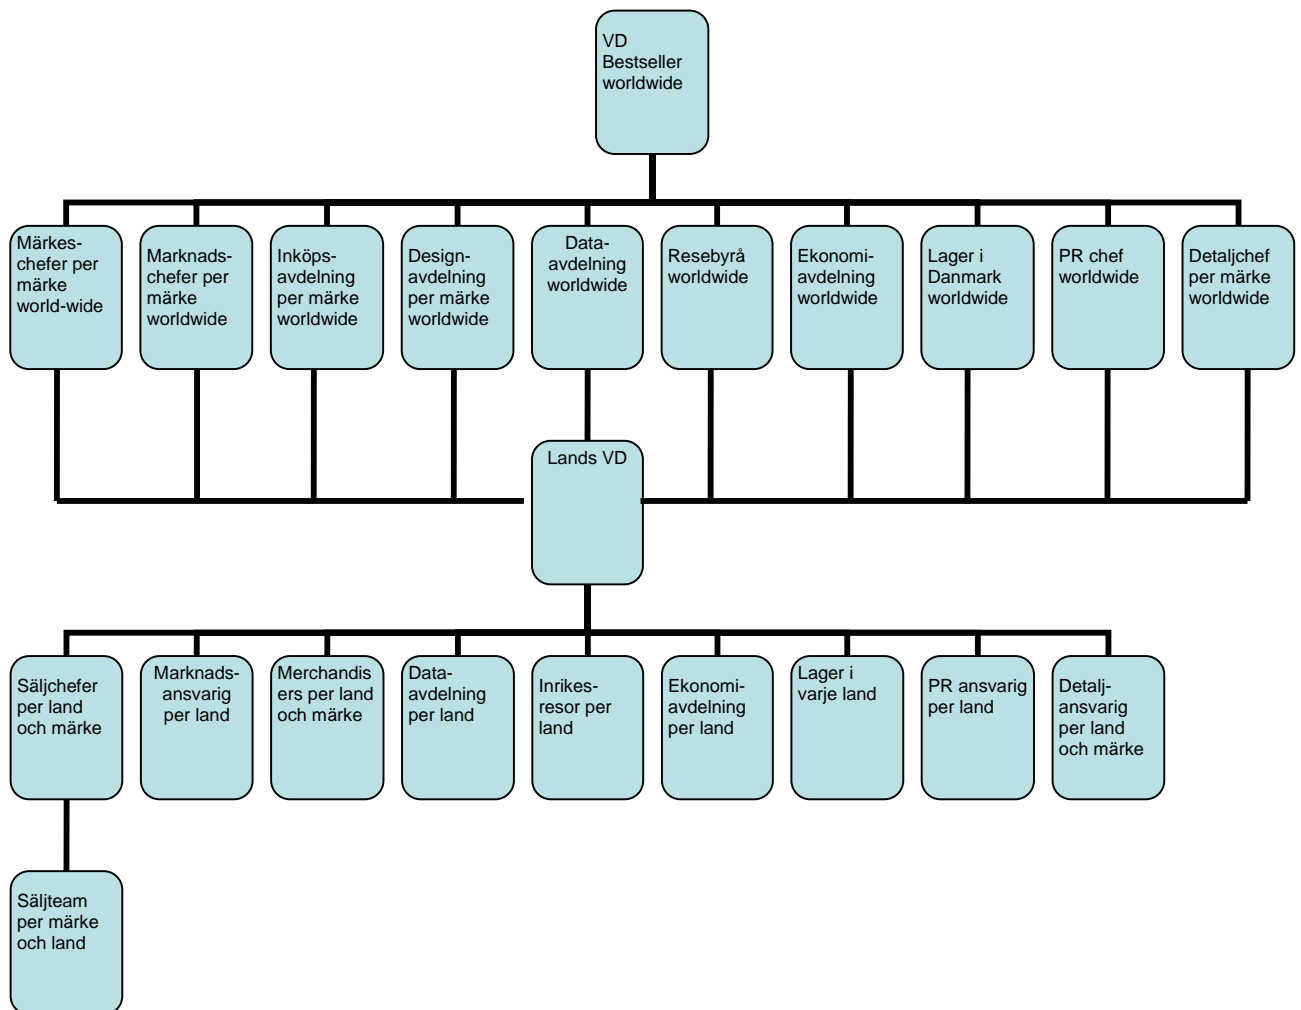 VD
Bestseller
worldwide
Märkes-
chefer per
märke
world-wide
Marknads-
chefer per
märke
worldwide
Inköps-
avdelning
per märke
worldwide
Design-
avdelning
per märke
worldwide
Data-
avdelning
worldwide
Resebyrå
worldwide
Ekonomi-
avdelning
worldwide
Lager i
Danmark
worldwide
PR chef
worldwide
Detaljchef
per märke
worldwide
Lands VD
Säljchefer
per land
och märke
Marknads-
ansvarig
per land
Merchandis
ers per land
och märke
Data-
avdelning
per land
Inrikes-
resor per
land
Ekonomi-
avdelning
per land
Lager i
varje land
PR ansvarig
per land
Detalj-
ansvarig
per land
och märke
Säljteam
per märke
och land